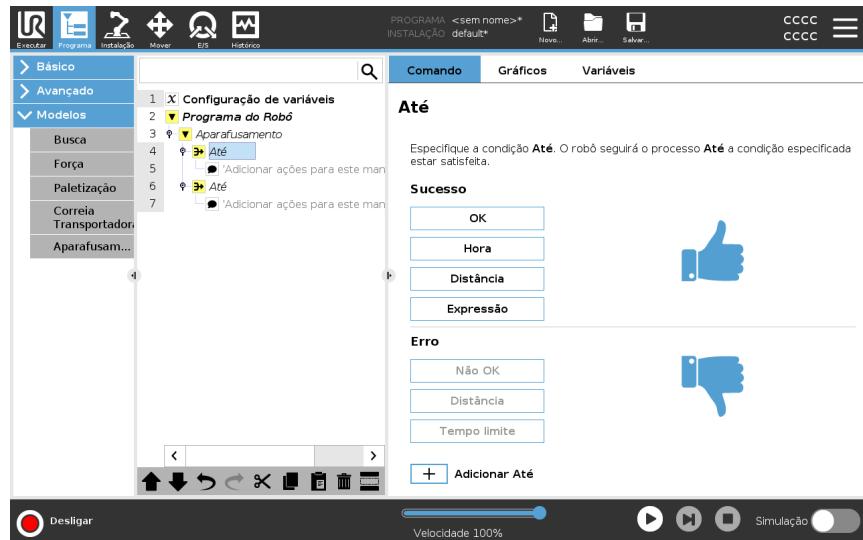 PROGRAMA <sem nome>*
INSTALAÇÃO default*
Executar
Programa
Instalação
Mover
E/S
Histórico
Novo...
Abrir...
Salvar...
cccc
cccc
Básico
Avançado
Modelos
Busca
Força
Paletização
Correia
Transportador
Aparafusam...
1 X Configuração de variáveis
2 Programa do Robô
3 Aparafusamento
4 Até
5 'Adicionar ações para este man
6 Até
7 'Adicionar ações para este man
Comando
Gráficos
Variáveis
Até
Especifique a condição Até. O robô seguirá o processo Até a condição especificada
estar satisfeita.
Sucesso
OK
Hora
Distância
Expressão
Erro
Não OK
Distância
Tempo limite
+ Adicionar Até
Desligar
Velocidade 100%
Simulação